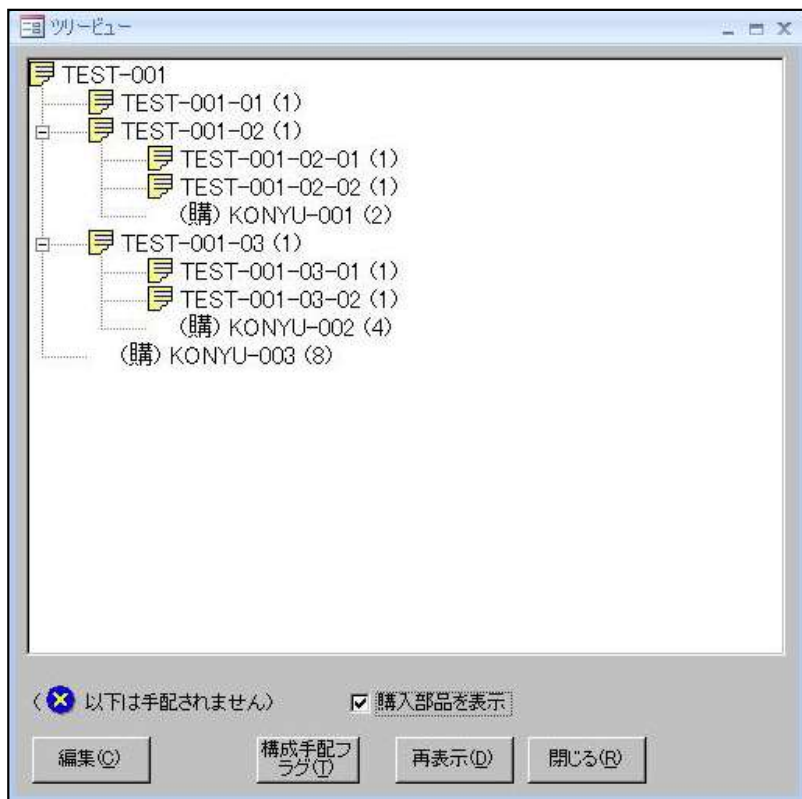 ツリービュー
TEST-001
TEST-001-01 (1)
TEST-001-02 (1)
TEST-001-02-01 (1)
TEST-001-02-02 (1)
(購) KONYU-001 (2)
TEST-001-03 (1)
TEST-001-03-01 (1)
TEST-001-03-02 (1)
(購) KONYU-002 (4)
(購) KONYU-003 (8)
( 以下は手配されません) 購入部品を表示
編集(C) 構成手配フ
ラグ(T) 再表示(D) 閉じる(R)